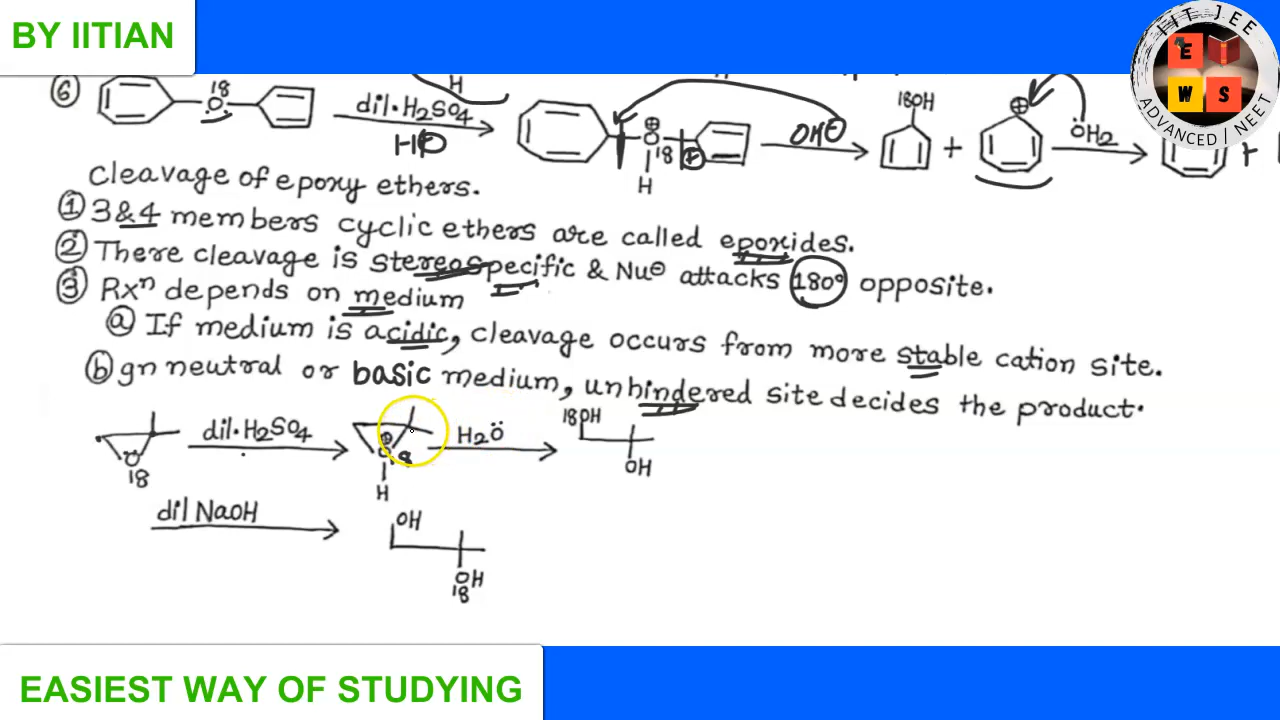 BY IITIAN
IIT JEE
E
W S
ADVANCED / NEET
⑥ 18 O dil·H2SO4 H⊕ H O⊕ 18 H OH⊖ 18OH + ⊕ ÖH2 +
Cleavage of epoxy ethers.
① 3&4 members cyclic ethers are called epoxides.
② There cleavage is stereospecific & Nu⊖ attacks 180° opposite.
③ Rxⁿ depends on medium
ⓐ If medium is acidic, cleavage occurs from more stable cation site.
ⓑ gn neutral or basic medium, unhindered site decides the product.
O 18 dil·H2SO4 ⊕ O 18 H H2Ö 18OH OH
dil NaOH OH OH 18
EASIEST WAY OF STUDYING